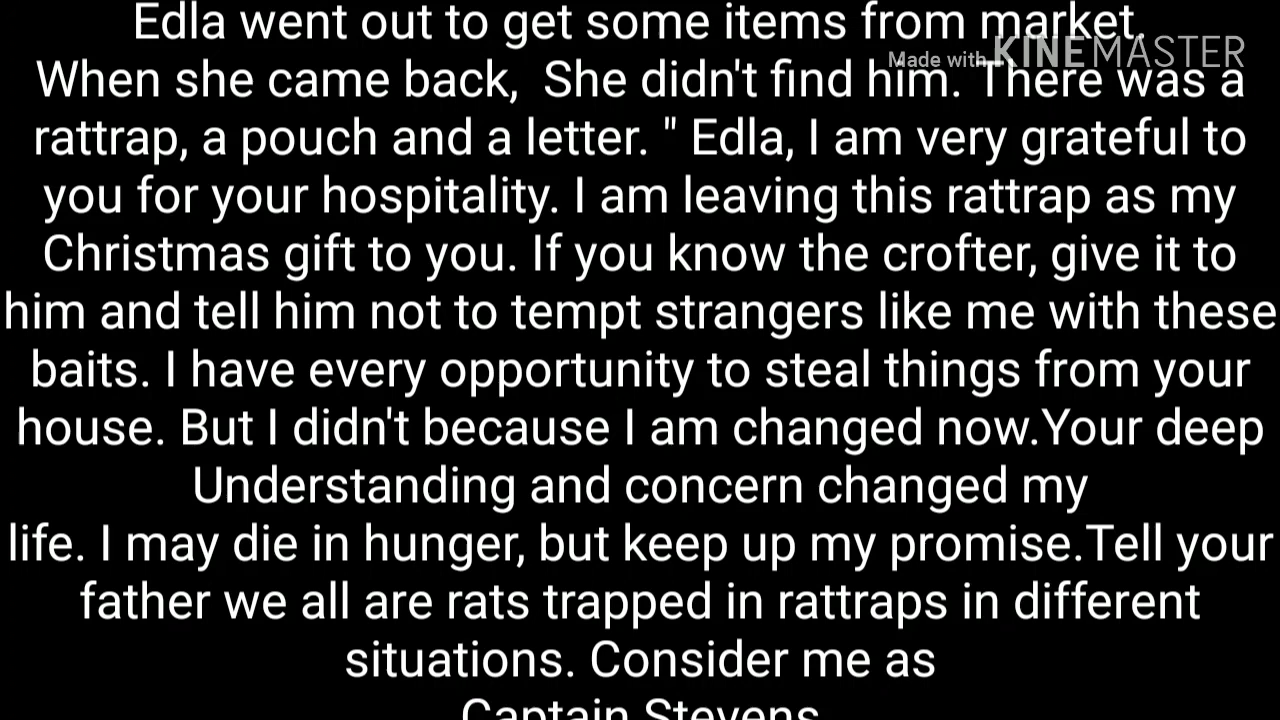 Edla went out to get some items from market.
Made with KINEMASTER
When she came back, She didn't find him. There was a
rattrap, a pouch and a letter. " Edla, I am very grateful to
you for your hospitality. I am leaving this rattrap as my
Christmas gift to you. If you know the crofter, give it to
him and tell him not to tempt strangers like me with these
baits. I have every opportunity to steal things from your
house. But I didn't because I am changed now.Your deep
Understanding and concern changed my
life. I may die in hunger, but keep up my promise.Tell your
father we all are rats trapped in rattraps in different
situations. Consider me as
Captain Stevens